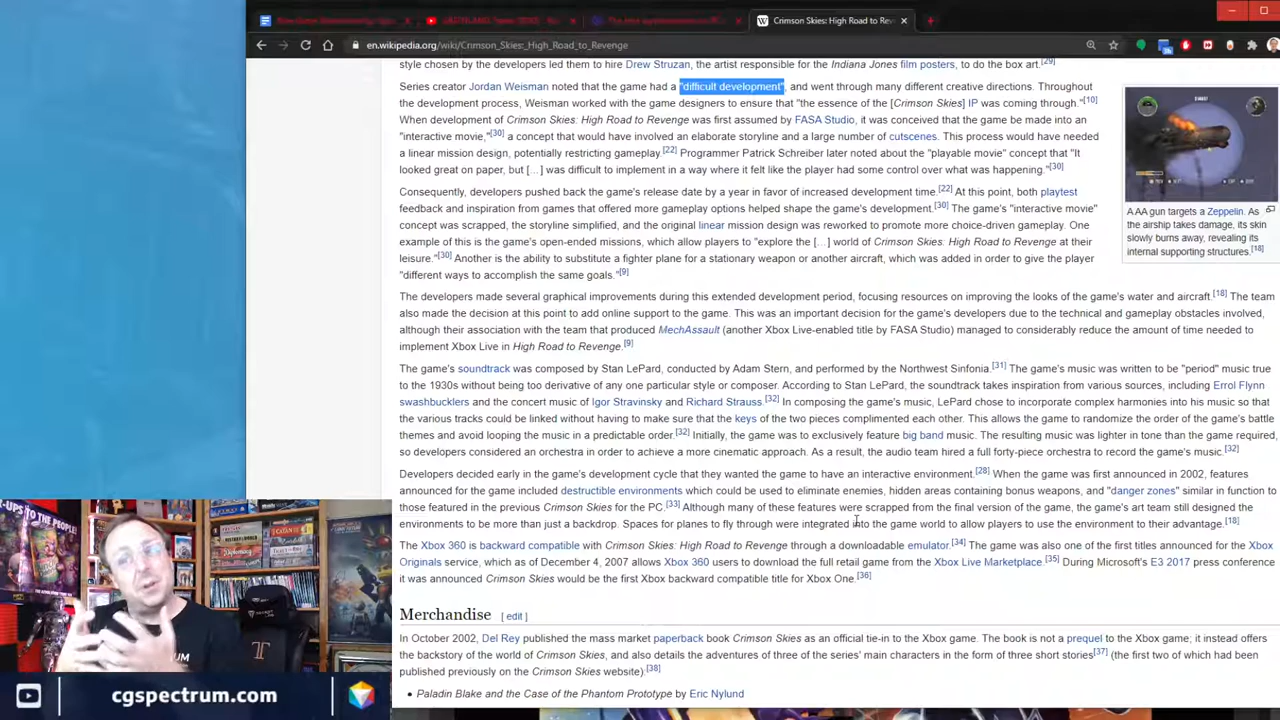 Crimson Skies: High Road to Rev
en.wikipedia.org/wiki/Crimson_Skies:_High_Road_to_Revenge
style chosen by the developers led them to hire Drew Struzan, the artist responsible for the Indiana Jones film posters, to do the box art.[29]
Series creator Jordan Weisman noted that the game had a "difficult development", and went through many different creative directions. Throughout
the development process, Weisman worked with the game designers to ensure that "the essence of the [Crimson Skies] IP was coming through."[10]
When development of Crimson Skies: High Road to Revenge was first assumed by FASA Studio, it was conceived that the game be made into an
"interactive movie,"[30] a concept that would have involved an elaborate storyline and a large number of cutscenes. This process would have needed
a linear mission design, potentially restricting gameplay.[22] Programmer Patrick Schreiber later noted about the "playable movie" concept that "It
looked great on paper, but [...] was difficult to implement in a way where it felt like the player had some control over what was happening."[30]
Consequently, developers pushed back the game's release date by a year in favor of increased development time.[22] At this point, both playtest
feedback and inspiration from games that offered more gameplay options helped shape the game's development.[30] The game's "interactive movie"
concept was scrapped, the storyline simplified, and the original linear mission design was reworked to promote more choice-driven gameplay. One
example of this is the game's open-ended missions, which allow players to "explore the [...] world of Crimson Skies: High Road to Revenge at their
leisure."[30] Another is the ability to substitute a fighter plane for a stationary weapon or another aircraft, which was added in order to give the player
"different ways to accomplish the same goals."[9]
A AA gun targets a Zeppelin. As
the airship takes damage, its skin
slowly burns away, revealing its
internal supporting structures.[18]
The developers made several graphical improvements during this extended development period, focusing resources on improving the looks of the game's water and aircraft.[18] The team
also made the decision at this point to add online support to the game. This was an important decision for the game's developers due to the technical and gameplay obstacles involved,
although their association with the team that produced MechAssault (another Xbox Live-enabled title by FASA Studio) managed to considerably reduce the amount of time needed to
implement Xbox Live in High Road to Revenge.[9]
The game's soundtrack was composed by Stan LePard, conducted by Adam Stern, and performed by the Northwest Sinfonia.[31] The game's music was written to be "period" music true
to the 1930s without being too derivative of any one particular style or composer. According to Stan LePard, the soundtrack takes inspiration from various sources, including Errol Flynn
swashbucklers and the concert music of Igor Stravinsky and Richard Strauss.[32] In composing the game's music, LePard chose to incorporate complex harmonies into his music so that
the various tracks could be linked without having to make sure that the keys of the two pieces complimented each other. This allows the game to randomize the order of the game's battle
themes and avoid looping the music in a predictable order.[32] Initially, the game was to exclusively feature big band music. The resulting music was lighter in tone than the game required,
so developers considered an orchestra in order to achieve a more cinematic approach. As a result, the audio team hired a full forty-piece orchestra to record the game's music.[32]
Developers decided early in the game's development cycle that they wanted the game to have an interactive environment.[28] When the game was first announced in 2002, features
announced for the game included destructible environments which could be used to eliminate enemies, hidden areas containing bonus weapons, and "danger zones" similar in function to
those featured in the previous Crimson Skies for the PC.[33] Although many of these features were scrapped from the final version of the game, the game's art team still designed the
environments to be more than just a backdrop. Spaces for planes to fly through were integrated into the game world to allow players to use the environment to their advantage.[18]
The Xbox 360 is backward compatible with Crimson Skies: High Road to Revenge through a downloadable emulator.[34] The game was also one of the first titles announced for the Xbox
Originals service, which as of December 4, 2007 allows Xbox 360 users to download the full retail game from the Xbox Live Marketplace.[35] During Microsoft's E3 2017 press conference
it was announced Crimson Skies would be the first Xbox backward compatible title for Xbox One.[36]
Merchandise [ edit ]
In October 2002, Del Rey published the mass market paperback book Crimson Skies as an official tie-in to the Xbox game. The book is not a prequel to the Xbox game; it instead offers
the backstory of the world of Crimson Skies, and also details the adventures of three of the series' main characters in the form of three short stories[37] (the first two of which had been
published previously on the Crimson Skies website).[38]
• Paladin Blake and the Case of the Phantom Prototype by Eric Nylund
-UPS TO THE PEOPLE
cgspectrum.com